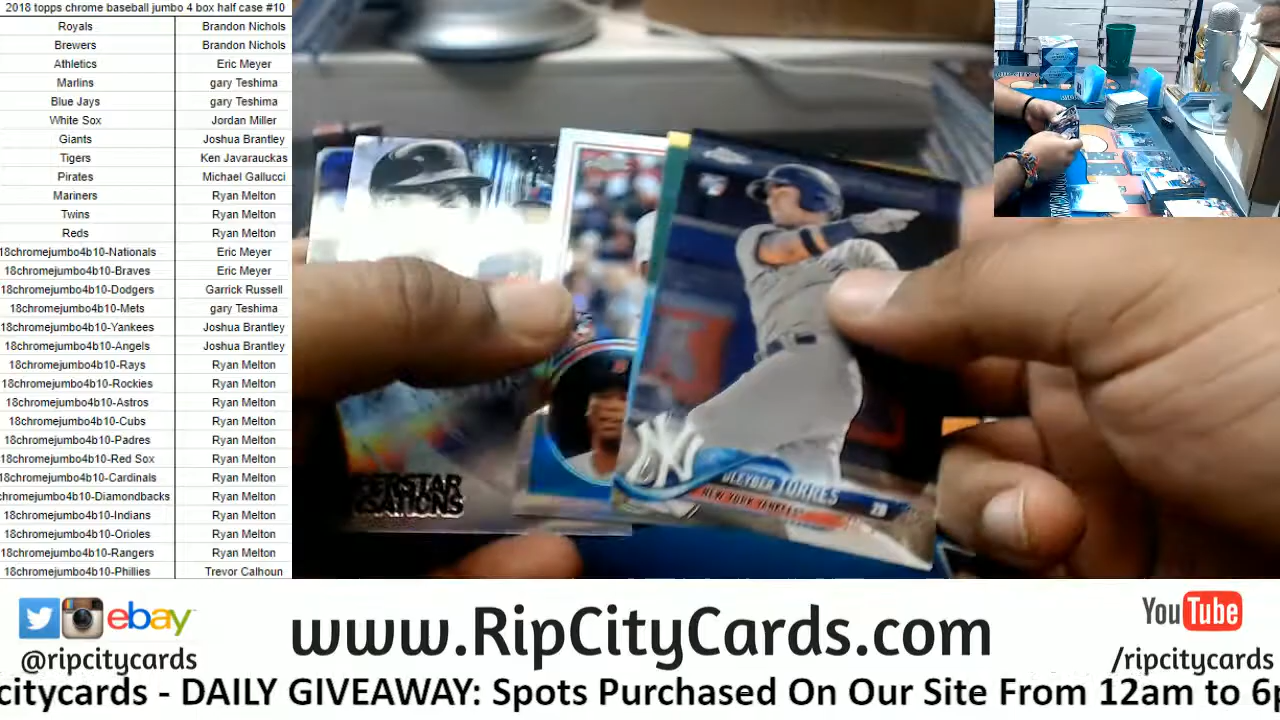 2018 topps chrome baseball jumbo 4 box half case #10
Royals Brandon Nichols
Brewers Brandon Nichols
Athletics Eric Meyer
Marlins gary Teshima
Blue Jays gary Teshima
White Sox Jordan Miller
Giants Joshua Brantley
Tigers Ken Javarauckas
Pirates Michael Gallucci
Mariners Ryan Melton
Twins Ryan Melton
Reds Ryan Melton
18chromejumbo4b10-Nationals Eric Meyer
18chromejumbo4b10-Braves Eric Meyer
18chromejumbo4b10-Dodgers Garrick Russell
18chromejumbo4b10-Mets gary Teshima
18chromejumbo4b10-Yankees Joshua Brantley
18chromejumbo4b10-Angels Joshua Brantley
18chromejumbo4b10-Rays Ryan Melton
18chromejumbo4b10-Rockies Ryan Melton
18chromejumbo4b10-Astros Ryan Melton
18chromejumbo4b10-Cubs Ryan Melton
18chromejumbo4b10-Padres Ryan Melton
18chromejumbo4b10-Red Sox Ryan Melton
18chromejumbo4b10-Cardinals Ryan Melton
chromejumbo4b10-Diamondbacks Ryan Melton
18chromejumbo4b10-Indians Ryan Melton
18chromejumbo4b10-Orioles Ryan Melton
18chromejumbo4b10-Rangers Ryan Melton
18chromejumbo4b10-Phillies Trevor Calhoun
PERSTAR
SATIONS
NY
GLEYBER TORRES
NEW YORK YANKEES
2B
ebay
@ripcitycards
www.RipCityCards.com
YouTube
/ripcitycards
citycards - DAILY GIVEAWAY: Spots Purchased On Our Site From 12am to 6p